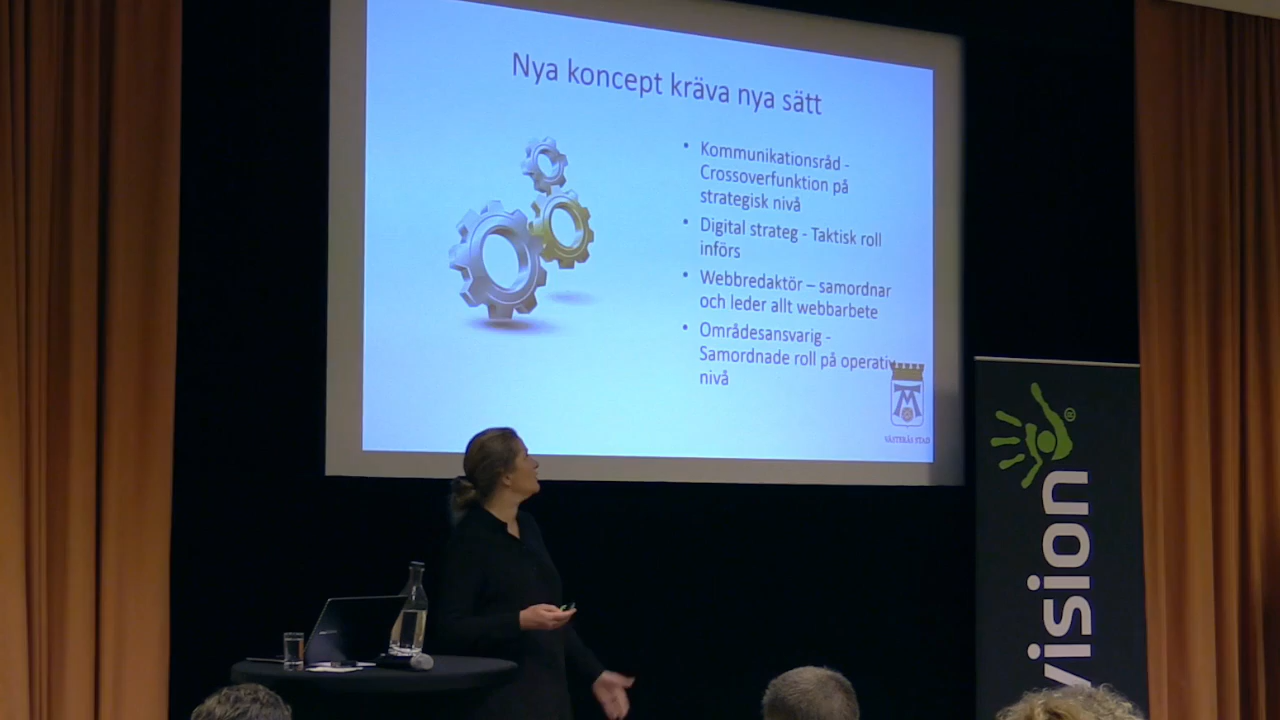 Nya koncept kräva nya sätt
• Kommunikationsråd -
Crossoverfunktion på
strategisk nivå
• Digital strateg - Taktisk roll
införs
• Webbredaktör – samordnar
och leder allt webbarbete
• Områdesansvarig -
Samordnade roll på operativ
nivå
VÄSTERÅS STAD
vision
®